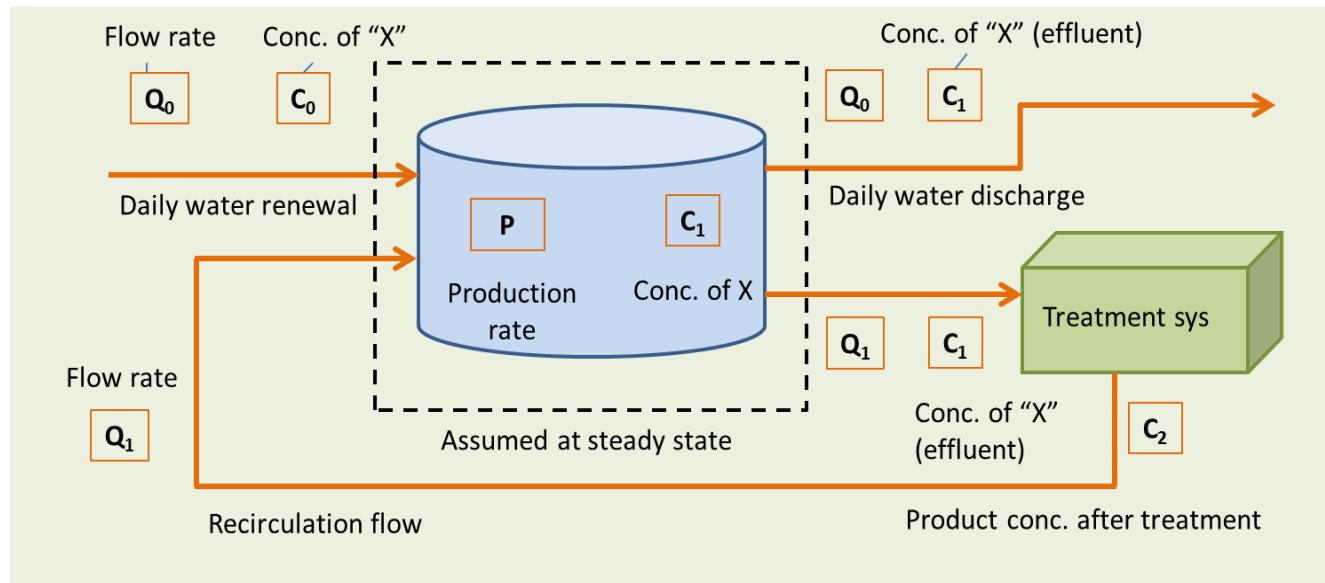 Flow rate
Conc. of “X”
Conc. of “X” (effluent)
Q₀
C₀
Q₀
C₁
Daily water renewal
Daily water discharge
P
C₁
Production
rate
Conc. of X
Treatment sys
Q₁
C₁
Flow rate
Q₁
Assumed at steady state
Conc. of “X”
(effluent)
C₂
Recirculation flow
Product conc. after treatment